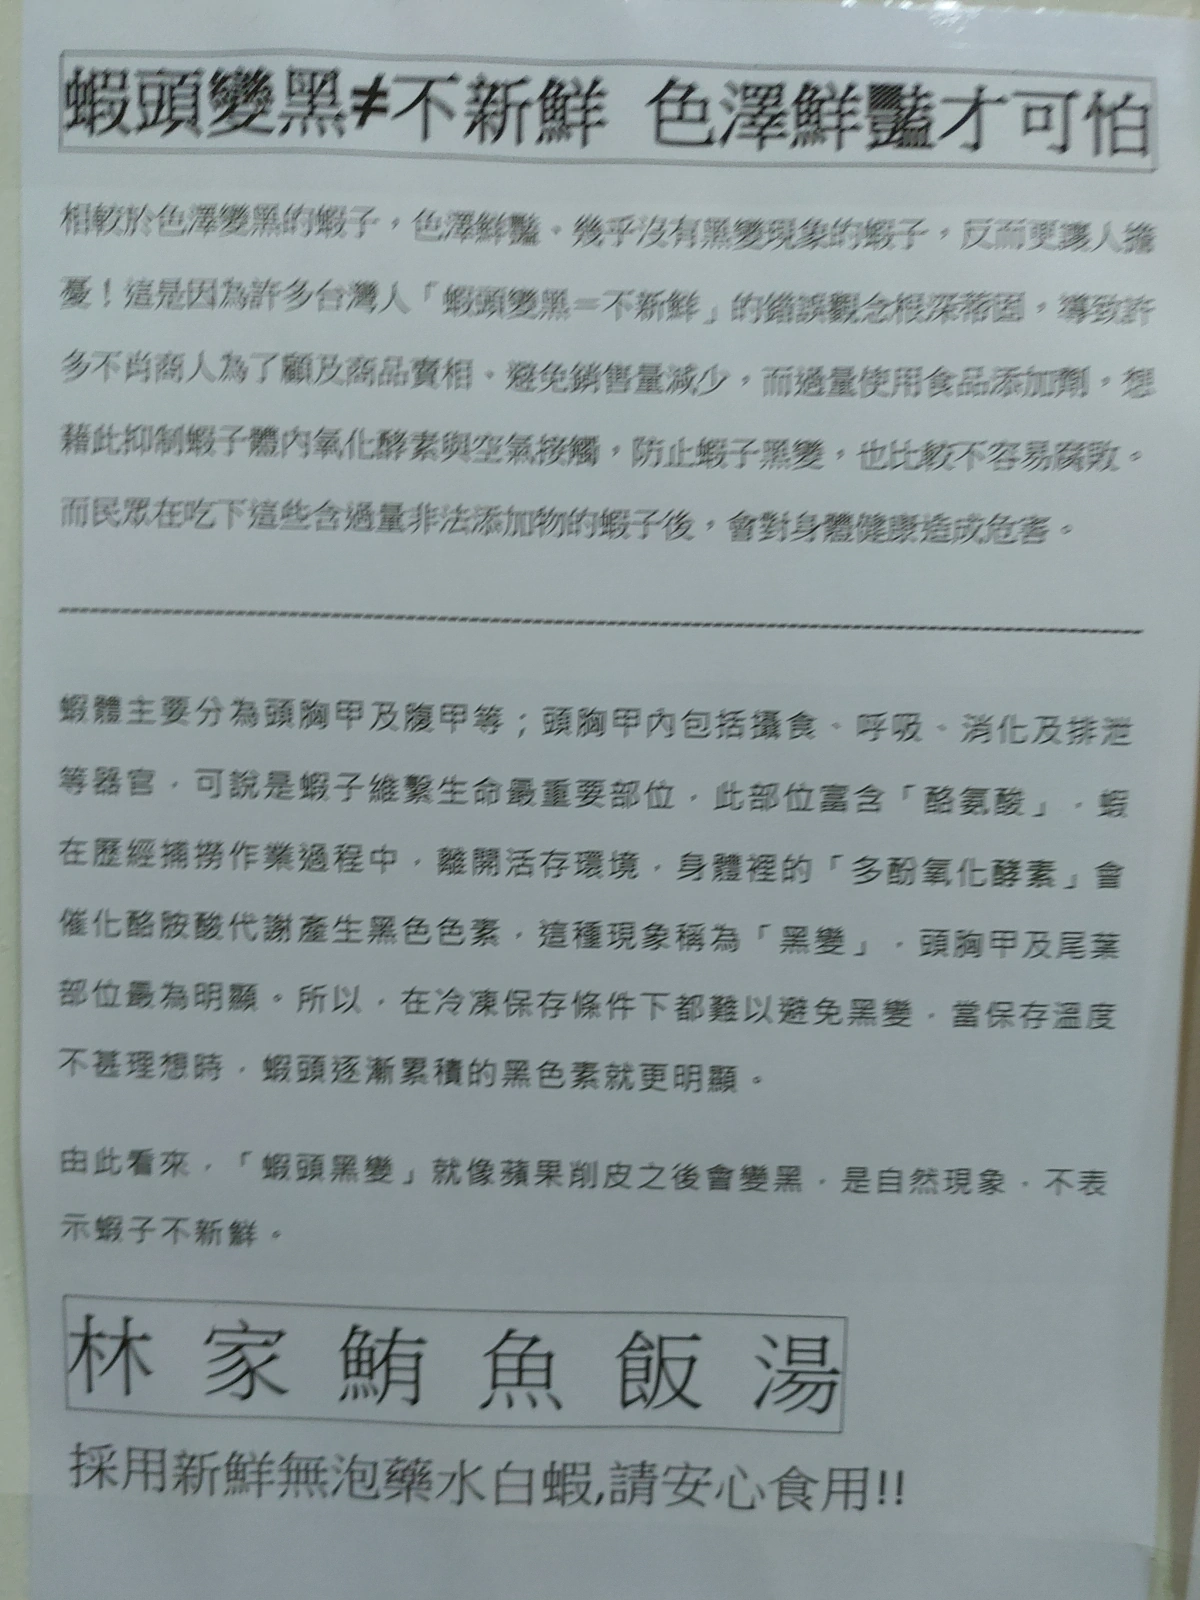 蝦頭變黑≠不新鮮 色澤鮮豔才可怕
相較於色澤變黑的蝦子，色澤鮮豔、幾乎沒有黑變現象的蝦子，反而更讓人擔
憂！這是因為許多台灣人「蝦頭變黑＝不新鮮」的錯誤觀念根深蒂固，導致許
多不肖商人為了顧及商品賣相、避免銷售量減少，而過量使用食品添加劑，想
藉此抑制蝦子體內氧化酵素與空氣接觸，防止蝦子黑變，也比較不容易腐敗。
而民眾在吃下這些含過量非法添加物的蝦子後，會對身體健康造成危害。
蝦體主要分為頭胸甲及腹甲等；頭胸甲內包括攝食、呼吸、消化及排泄
等器官，可說是蝦子維繫生命最重要部位，此部位富含「酪氨酸」，蝦
在歷經捕撈作業過程中，離開活存環境，身體裡的「多酚氧化酵素」會
催化酪胺酸代謝產生黑色色素，這種現象稱為「黑變」，頭胸甲及尾葉
部位最為明顯。所以，在冷凍保存條件下都難以避免黑變，當保存溫度
不甚理想時，蝦頭逐漸累積的黑色素就更明顯。
由此看來，「蝦頭黑變」就像蘋果削皮之後會變黑，是自然現象，不表
示蝦子不新鮮。
林家鮪魚飯湯
採用新鮮無泡藥水白蝦,請安心食用!!